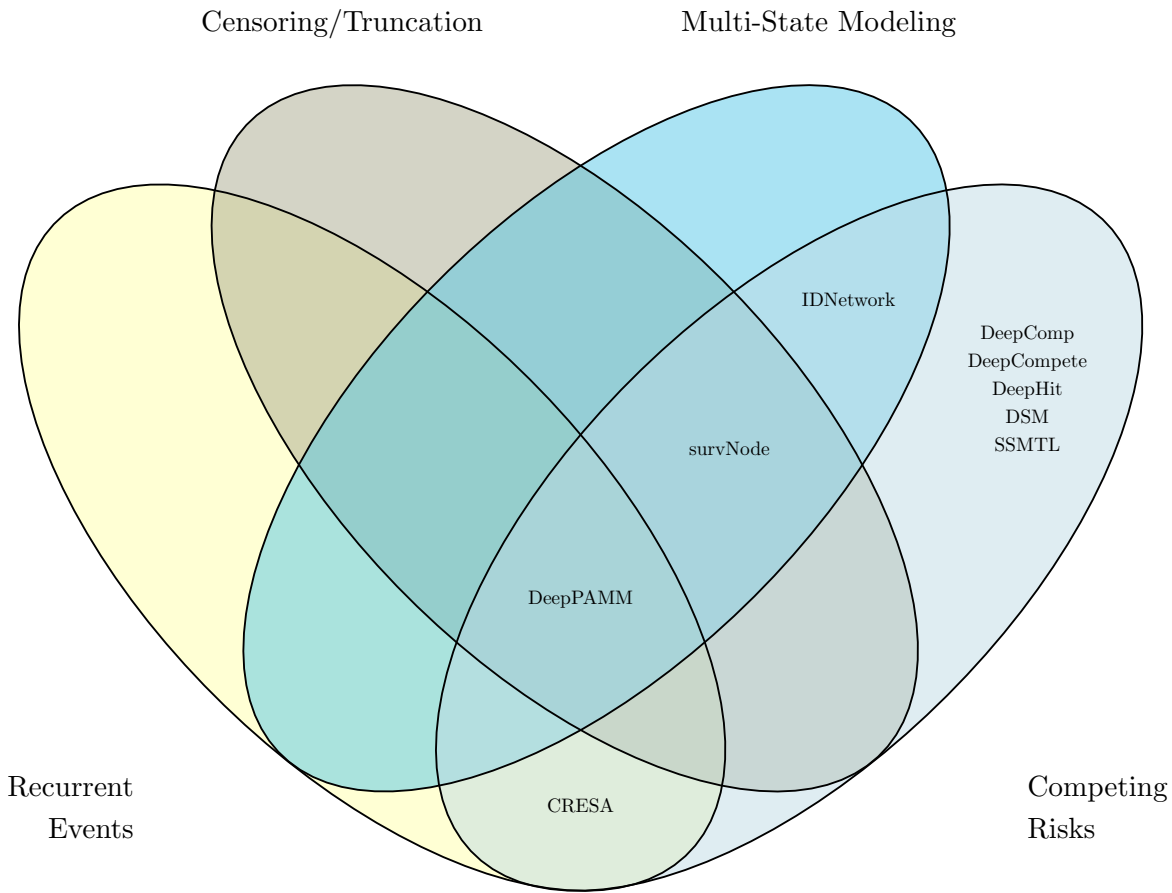 Censoring/Truncation
Multi-State Modeling
IDNetwork
DeepComp
DeepCompete
DeepHit
DSM
SSMTL
survNode
DeepPAMM
CRESA
Recurrent
Events
Competing
Risks